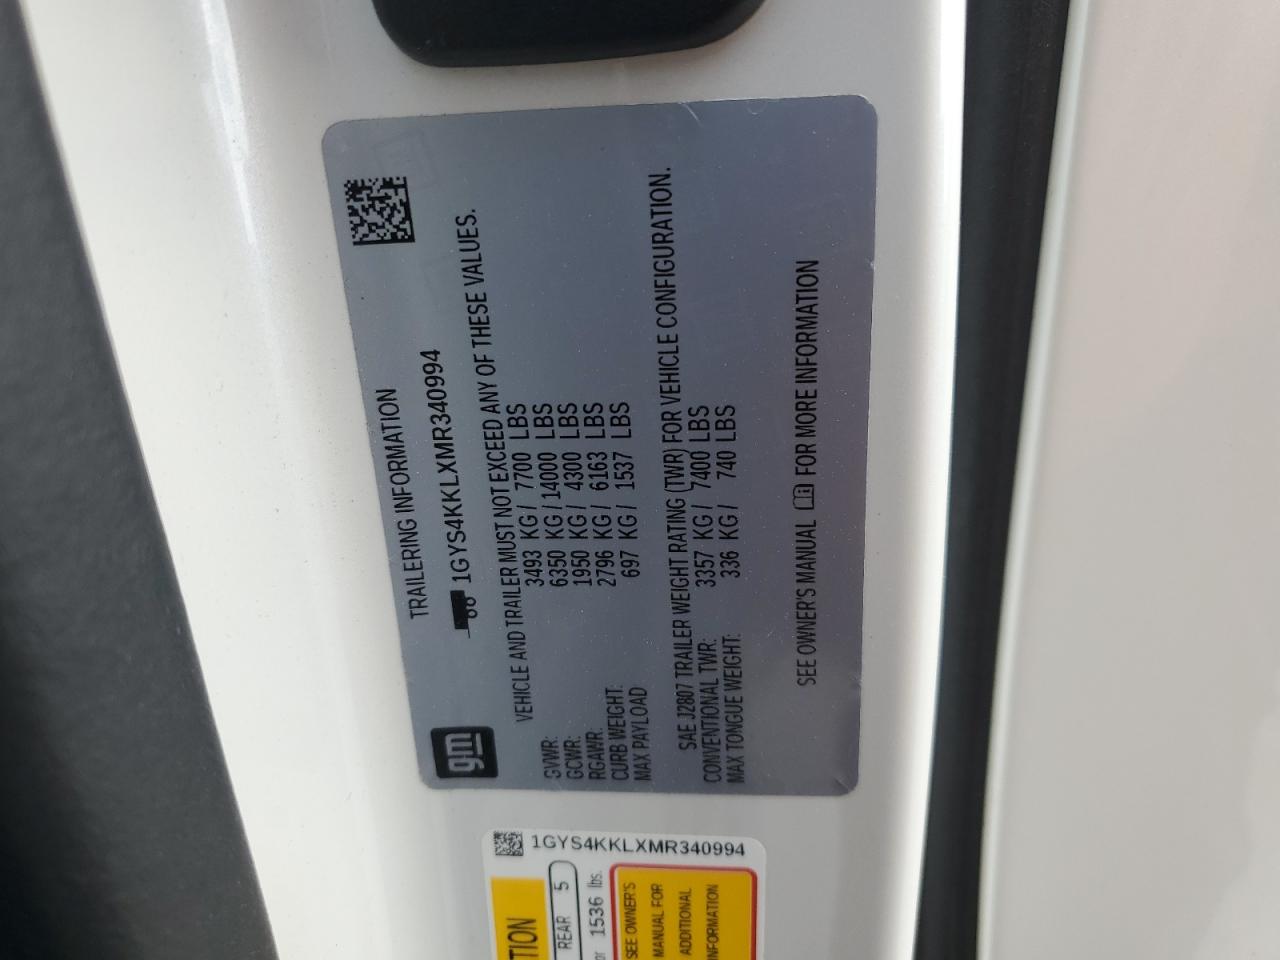 TRAILERING INFORMATION
gm
1GYS4KKLXMR340994
VEHICLE AND TRAILER MUST NOT EXCEED ANY OF THESE VALUES.
GVWR: 3493 KG / 7700 LBS
GCWR: 6350 KG / 14000 LBS
RGAWR: 1950 KG / 4300 LBS
CURB WEIGHT: 2796 KG / 6163 LBS
MAX PAYLOAD 697 KG / 1537 LBS
SAE J2807 TRAILER WEIGHT RATING (TWR) FOR VEHICLE CONFIGURATION.
CONVENTIONAL TWR: 3357 KG / 7400 LBS
MAX TONGUE WEIGHT: 336 KG / 740 LBS
SEE OWNER'S MANUAL FOR MORE INFORMATION
1GYS4KKLXMR340994
REAR 5
or 1536 lbs.
SEE OWNER'S
MANUAL FOR
ADDITIONAL
INFORMATION